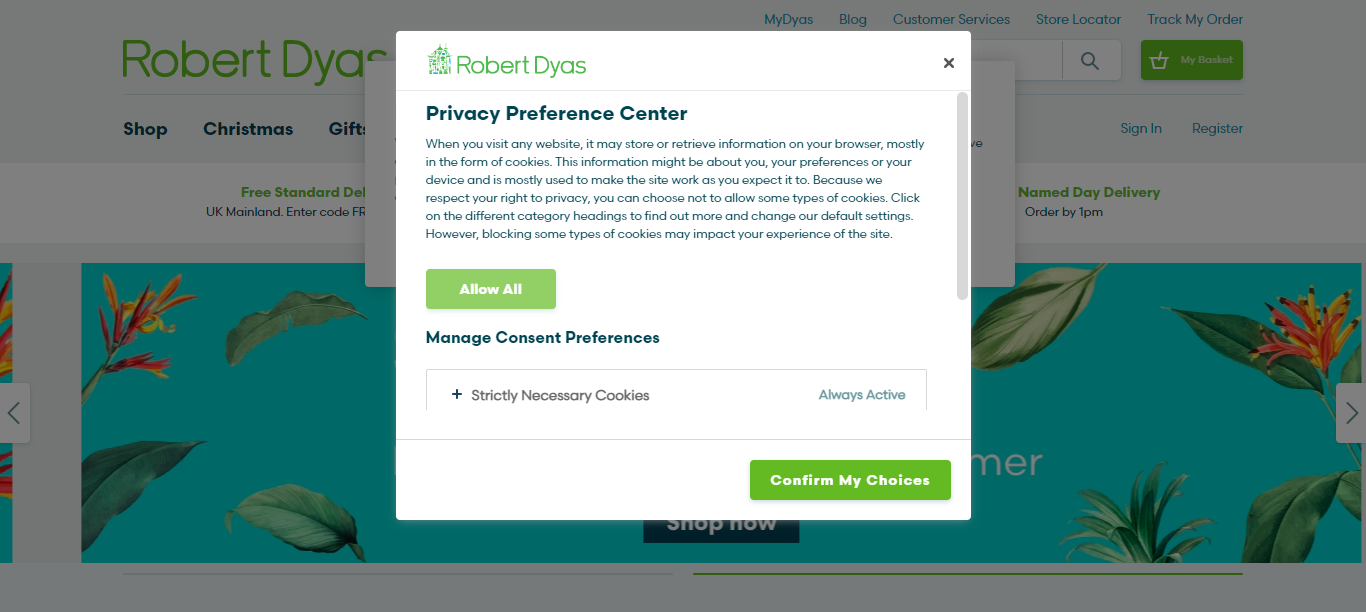 MyDyas Blog Customer Services Store Locator Track My Order
Robert Dyas
My Basket
Shop Christmas Gifts
Sign In Register
Free Standard Del
UK Mainland. Enter code FR
Named Day Delivery
Order by 1pm
Robert Dyas
Privacy Preference Center
When you visit any website, it may store or retrieve information on your browser, mostly
in the form of cookies. This information might be about you, your preferences or your
device and is mostly used to make the site work as you expect it to. Because we
respect your right to privacy, you can choose not to allow some types of cookies. Click
on the different category headings to find out more and change our default settings.
However, blocking some types of cookies may impact your experience of the site.
Allow All
Manage Consent Preferences
+ Strictly Necessary Cookies Always Active
Confirm My Choices
mer
Shop now